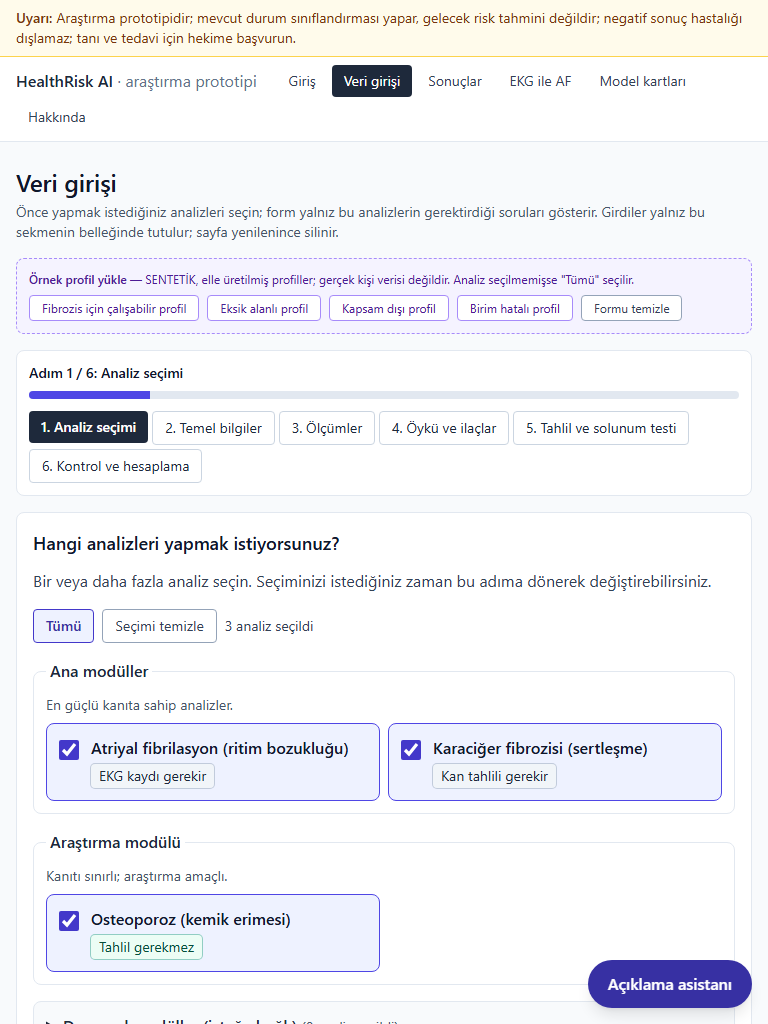 Uyarı: Araştırma prototipidir; mevcut durum sınıflandırması yapar, gelecek risk tahmini değildir; negatif sonuç hastalığı
dışlamaz; tanı ve tedavi için hekime başvurun.
HealthRisk AI · araştırma prototipi
Giriş
Veri girişi
Sonuçlar
EKG ile AF
Model kartları
Hakkında
Veri girişi
Önce yapmak istediğiniz analizleri seçin; form yalnız bu analizlerin gerektirdiği soruları gösterir. Girdiler yalnız bu
sekmenin belleğinde tutulur; sayfa yenilenince silinir.
Örnek profil yükle — SENTETİK, elle üretilmiş profiller; gerçek kişi verisi değildir. Analiz seçilmemişse "Tümü" seçilir.
Fibrozis için çalışabilir profil
Eksik alanlı profil
Kapsam dışı profil
Birim hatalı profil
Formu temizle
Adım 1 / 6: Analiz seçimi
1. Analiz seçimi
2. Temel bilgiler
3. Ölçümler
4. Öykü ve ilaçlar
5. Tahlil ve solunum testi
6. Kontrol ve hesaplama
Hangi analizleri yapmak istiyorsunuz?
Bir veya daha fazla analiz seçin. Seçiminizi istediğiniz zaman bu adıma dönerek değiştirebilirsiniz.
Tümü
Seçimi temizle
3 analiz seçildi
Ana modüller
En güçlü kanıta sahip analizler.
Atriyal fibrilasyon (ritim bozukluğu)
EKG kaydı gerekir
Karaciğer fibrozisi (sertleşme)
Kan tahlili gerekir
Araştırma modülü
Kanıtı sınırlı; araştırma amaçlı.
Osteoporoz (kemik erimesi)
Tahlil gerekmez
Açıklama asistanı